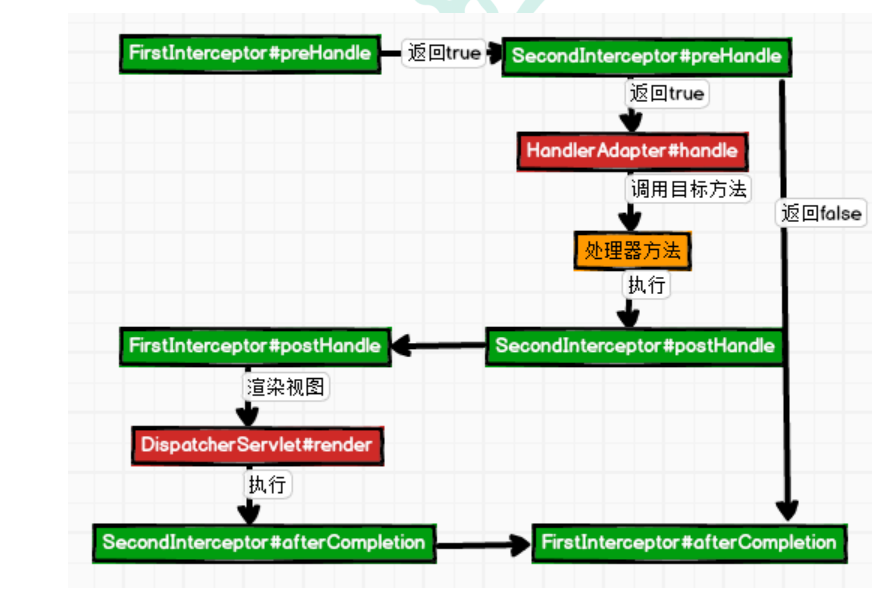 FirstInterceptor#preHandle
返回true
SecondInterceptor#preHandle
返回true
HandlerAdapter#handle
调用目标方法
返回false
处理器方法
执行
FirstInterceptor#postHandle
SecondInterceptor#postHandle
渲染视图
DispatcherServlet#render
执行
SecondInterceptor#afterCompletion
FirstInterceptor#afterCompletion